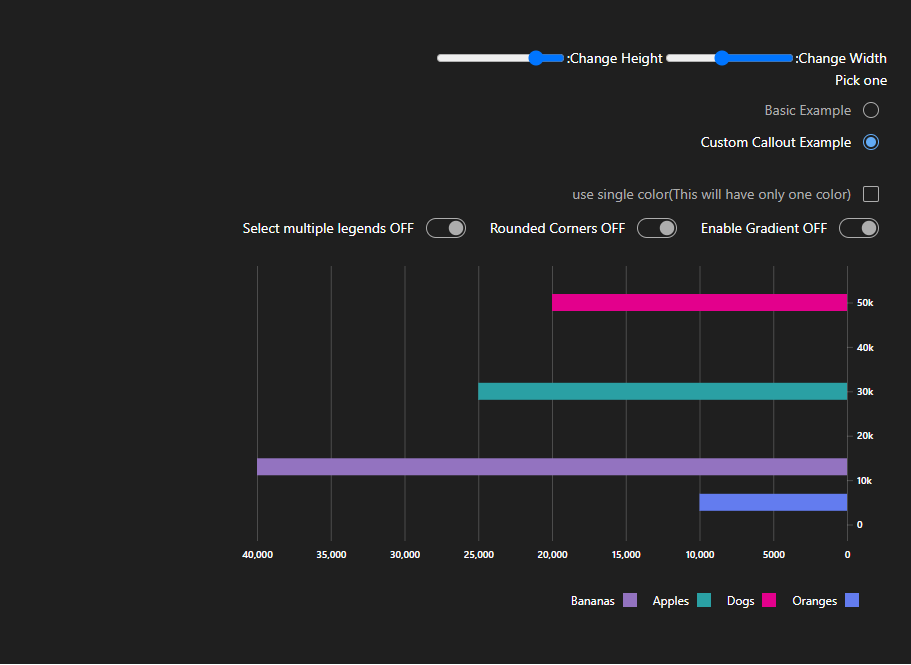 :Change Height :Change Width
Pick one
Basic Example
Custom Callout Example
use single color(This will have only one color)
Select multiple legends OFF Rounded Corners OFF Enable Gradient OFF
50k
40k
30k
20k
10k
0
40,000 35,000 30,000 25,000 20,000 15,000 10,000 5000 0
Bananas Apples Dogs Oranges